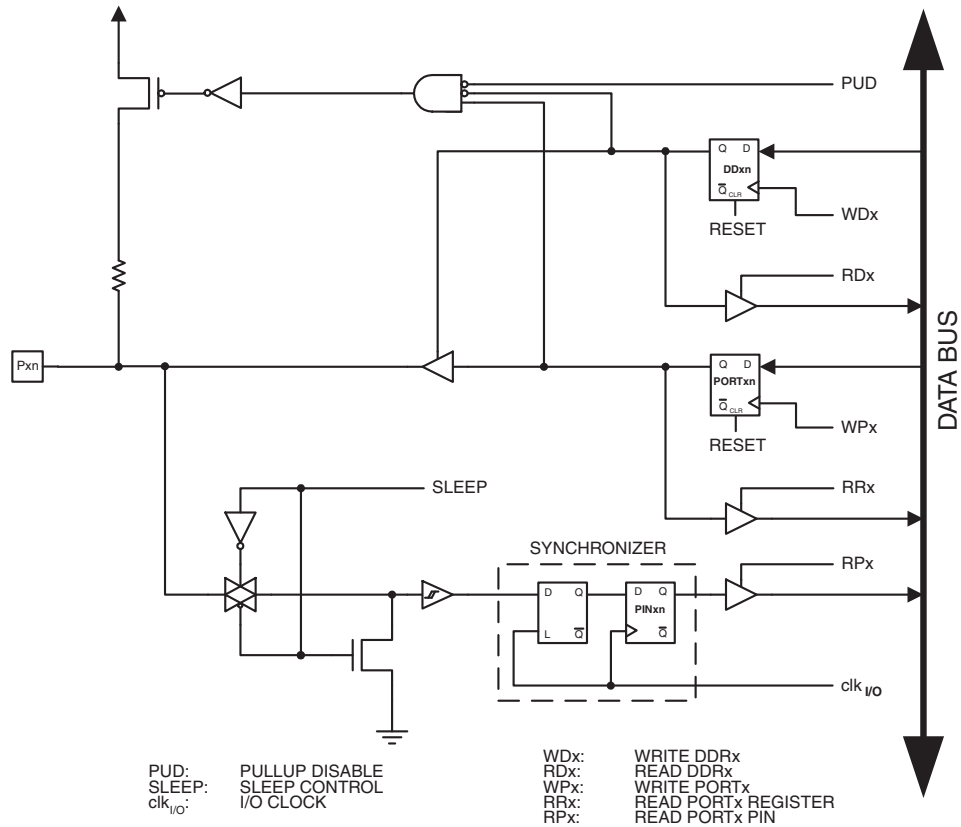 PUD
Q D
DDxn
Q CLR
WDx
RESET
RDx
Pxn
Q D
PORTxn
Q CLR
WPx
RESET
DATA BUS
SLEEP
RRx
SYNCHRONIZER
RPx
D Q
D Q
PINxn
L Q
Q
clk I/O
PUD: PULLUP DISABLE
SLEEP: SLEEP CONTROL
clkI/O: I/O CLOCK
WDx: WRITE DDRx
RDx: READ DDRx
WPx: WRITE PORTx
RRx: READ PORTx REGISTER
RPx: READ PORTx PIN